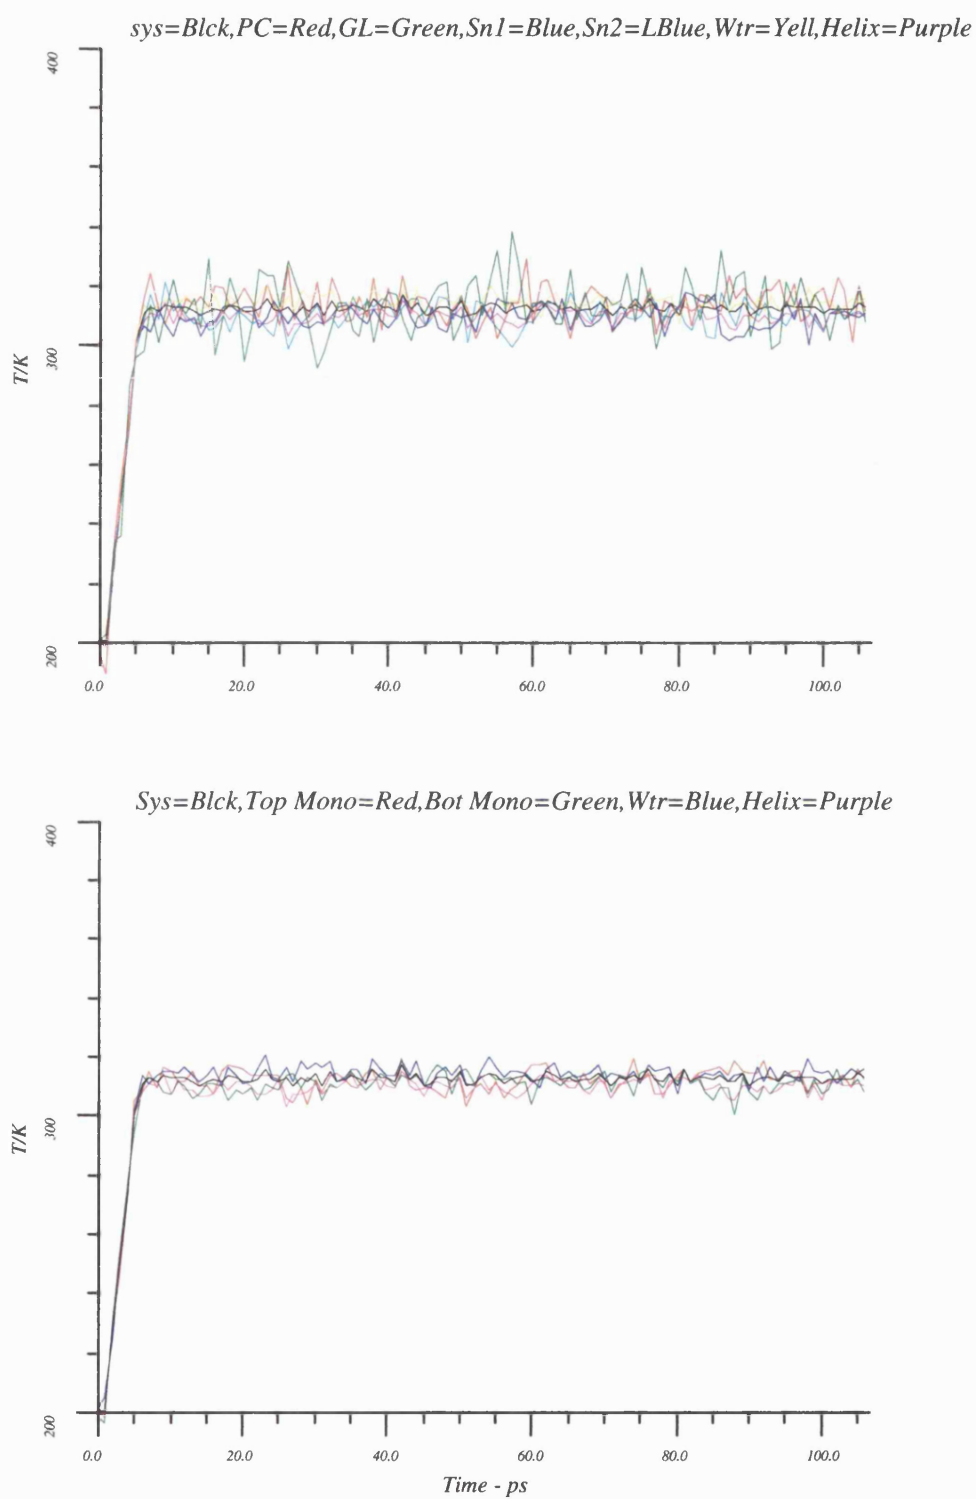 sys=Blck,PC=Red,GL=Green,Sn1=Blue,Sn2=LBlue,Wtr=Yell,Helix=Purple
400
300
200
T/K
0.0 20.0 40.0 60.0 80.0 100.0
Sys=Blck,Top Mono=Red,Bot Mono=Green,Wtr=Blue,Helix=Purple
400
300
200
T/K
0.0 20.0 40.0 60.0 80.0 100.0
Time - ps